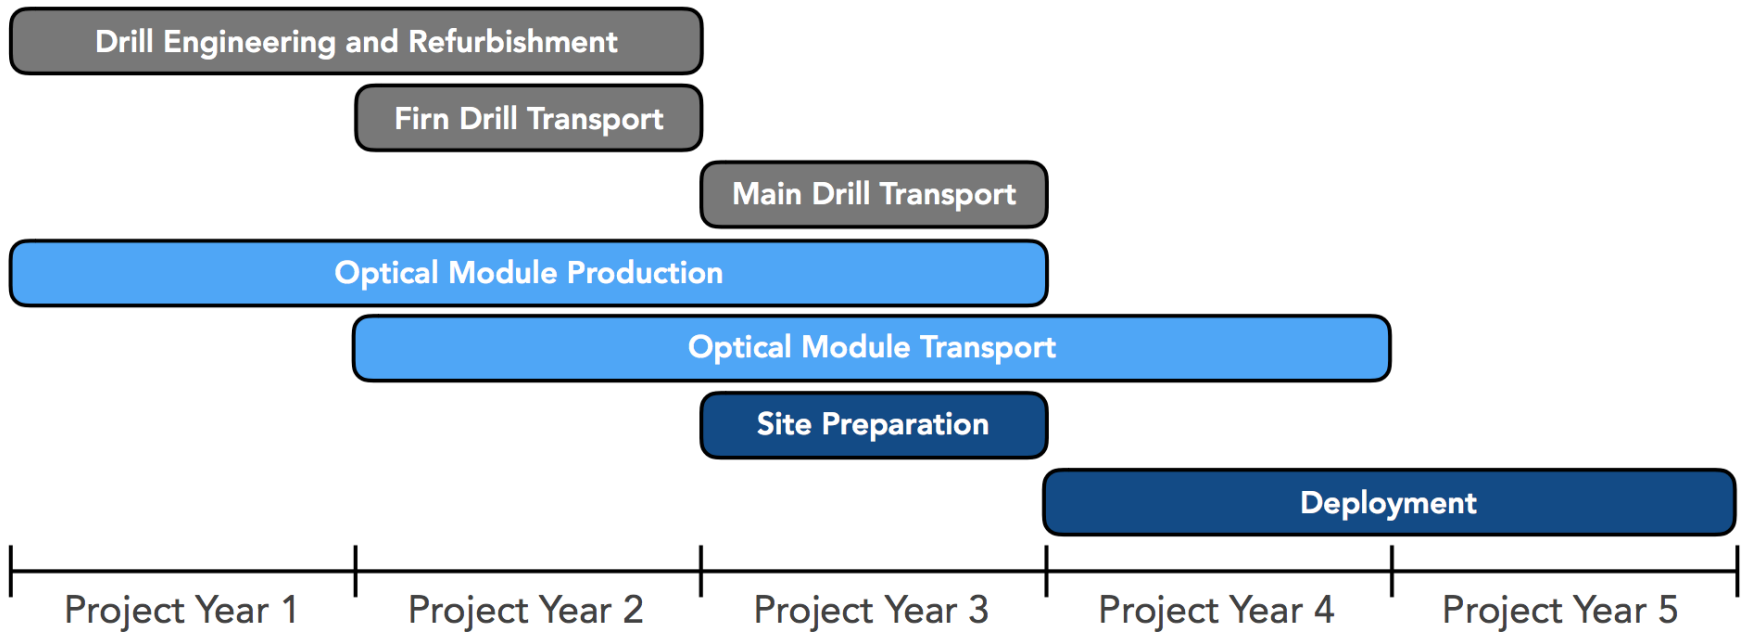 Drill Engineering and Refurbishment
Firn Drill Transport
Main Drill Transport
Optical Module Production
Optical Module Transport
Site Preparation
Deployment
Project Year 1
Project Year 2
Project Year 3
Project Year 4
Project Year 5